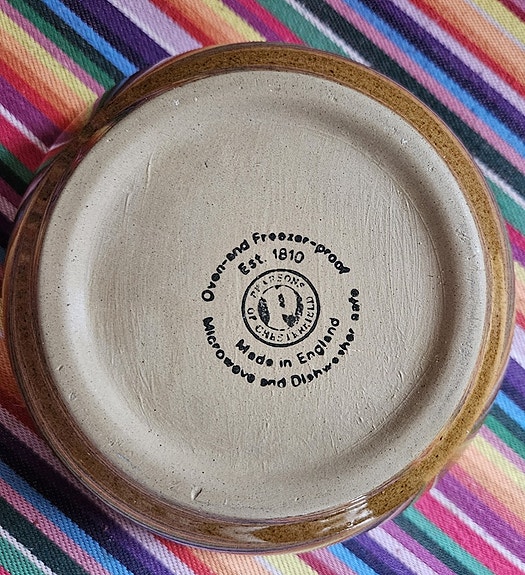 Oven-and Freezer-proof
Est. 1810
PEARSONS
OF CHESTERFIELD
Made in England
Microwave and Dishwasher safe